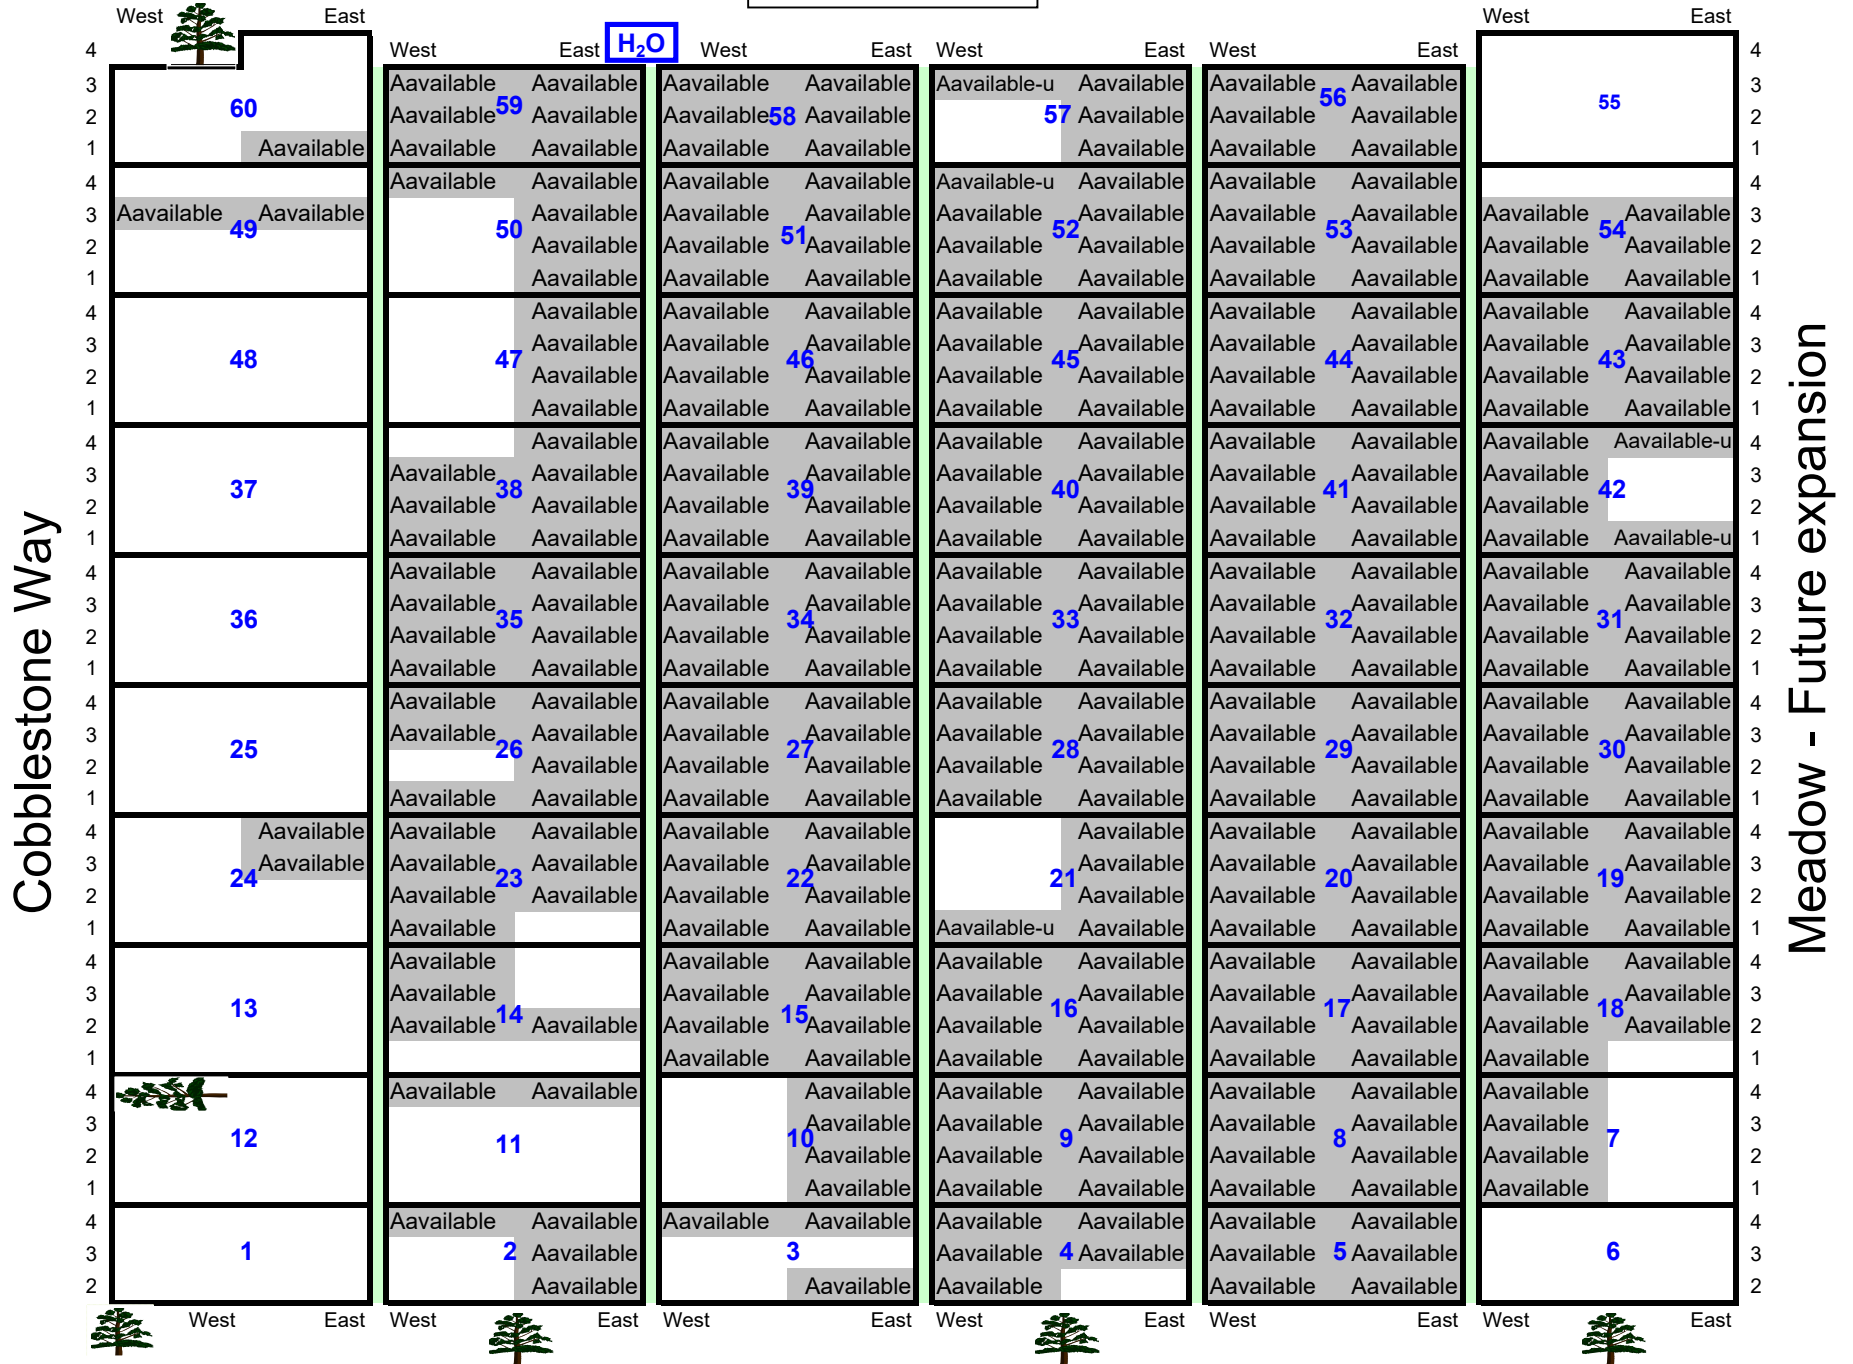 West East West East
4 West East H₂O West East West East West East 4
3 Aavailable Aavailable Aavailable Aavailable Aavailable-u Aavailable Aavailable Aavailable 3
60 59 58 57 56 55
2 Aavailable Aavailable Aavailable Aavailable Aavailable Aavailable Aavailable 2
1 Aavailable Aavailable Aavailable Aavailable Aavailable Aavailable Aavailable Aavailable 1
4 Aavailable Aavailable Aavailable Aavailable Aavailable-u Aavailable Aavailable Aavailable 4
3 Aavailable Aavailable Aavailable Aavailable Aavailable Aavailable Aavailable Aavailable Aavailable Aavailable Aavailable 3
49 50 51 52 53 54
2 Aavailable Aavailable Aavailable Aavailable Aavailable Aavailable Aavailable Aavailable Aavailable 2
1 Aavailable Aavailable Aavailable Aavailable Aavailable Aavailable Aavailable Aavailable Aavailable 1
4 Aavailable Aavailable Aavailable Aavailable Aavailable Aavailable Aavailable Aavailable Aavailable 4
3 Aavailable Aavailable Aavailable Aavailable Aavailable Aavailable Aavailable Aavailable Aavailable 3
48 47 46 45 44 43
2 Aavailable Aavailable Aavailable Aavailable Aavailable Aavailable Aavailable Aavailable Aavailable 2
1 Aavailable Aavailable Aavailable Aavailable Aavailable Aavailable Aavailable Aavailable Aavailable 1
4 Aavailable Aavailable Aavailable Aavailable Aavailable Aavailable Aavailable Aavailable Aavailable-u 4
3 Aavailable Aavailable Aavailable Aavailable Aavailable Aavailable Aavailable Aavailable Aavailable 3
37 38 39 40 41 42
2 Aavailable Aavailable Aavailable Aavailable Aavailable Aavailable Aavailable Aavailable Aavailable 2
1 Aavailable Aavailable Aavailable Aavailable Aavailable Aavailable Aavailable Aavailable Aavailable Aavailable-u 1
4 Aavailable Aavailable Aavailable Aavailable Aavailable Aavailable Aavailable Aavailable Aavailable Aavailable 4
3 Aavailable Aavailable Aavailable Aavailable Aavailable Aavailable Aavailable Aavailable Aavailable Aavailable 3
36 35 34 33 32 31
2 Aavailable Aavailable Aavailable Aavailable Aavailable Aavailable Aavailable Aavailable Aavailable Aavailable 2
1 Aavailable Aavailable Aavailable Aavailable Aavailable Aavailable Aavailable Aavailable Aavailable Aavailable 1
4 Aavailable Aavailable Aavailable Aavailable Aavailable Aavailable Aavailable Aavailable Aavailable Aavailable 4
3 Aavailable Aavailable Aavailable Aavailable Aavailable Aavailable Aavailable Aavailable Aavailable Aavailable 3
25 26 27 28 29 30
2 Aavailable Aavailable Aavailable Aavailable Aavailable Aavailable Aavailable Aavailable Aavailable 2
1 Aavailable Aavailable Aavailable Aavailable Aavailable Aavailable Aavailable Aavailable Aavailable Aavailable 1
4 Aavailable Aavailable Aavailable Aavailable Aavailable Aavailable Aavailable Aavailable Aavailable Aavailable 4
3 Aavailable Aavailable Aavailable Aavailable Aavailable Aavailable Aavailable Aavailable Aavailable Aavailable 3
24 23 22 21 20 19
2 Aavailable Aavailable Aavailable Aavailable Aavailable Aavailable Aavailable Aavailable Aavailable 2
1 Aavailable Aavailable Aavailable Aavailable-u Aavailable Aavailable Aavailable Aavailable Aavailable 1
4 Aavailable Aavailable Aavailable Aavailable Aavailable Aavailable Aavailable Aavailable Aavailable 4
3 Aavailable Aavailable Aavailable Aavailable Aavailable Aavailable Aavailable Aavailable Aavailable 3
13 14 15 16 17 18
2 Aavailable Aavailable Aavailable Aavailable Aavailable Aavailable Aavailable Aavailable Aavailable Aavailable 2
1 Aavailable Aavailable Aavailable Aavailable Aavailable Aavailable Aavailable 1
4 Aavailable Aavailable Aavailable Aavailable Aavailable Aavailable Aavailable Aavailable 4
3 Aavailable Aavailable Aavailable Aavailable Aavailable Aavailable 3
12 11 10 9 8 7
2 Aavailable Aavailable Aavailable Aavailable Aavailable Aavailable 2
1 Aavailable Aavailable Aavailable Aavailable Aavailable Aavailable 1
4 Aavailable Aavailable Aavailable Aavailable Aavailable Aavailable Aavailable Aavailable 4
3 1 2 Aavailable 3 Aavailable 4 Aavailable Aavailable 5 Aavailable 6 3
2 Aavailable Aavailable Aavailable Aavailable Aavailable 2
West East West East West East West East West East West East
Cobblestone Way
Meadow - Future expansion